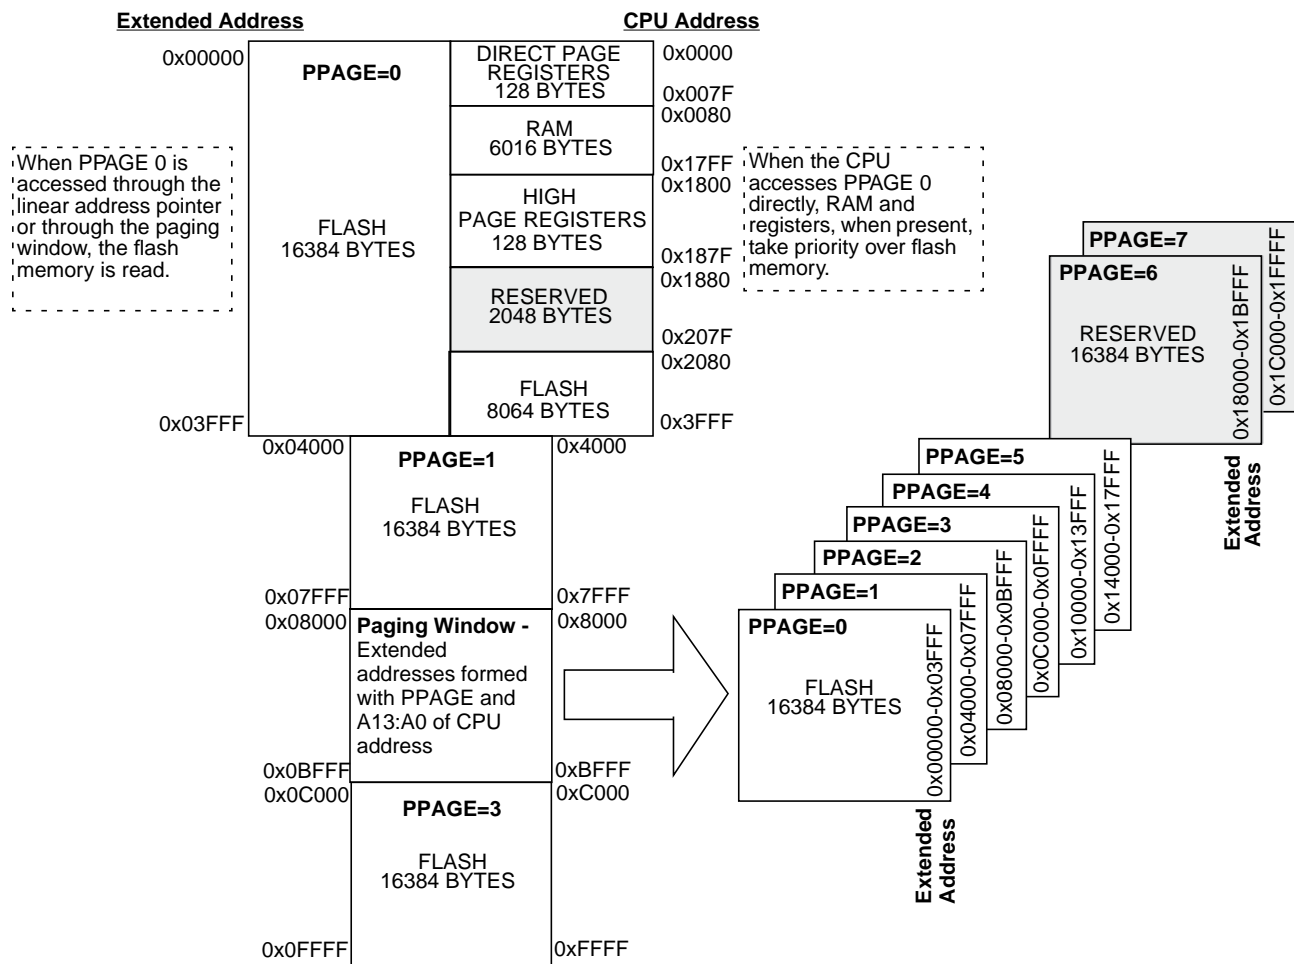 Extended Address
CPU Address
0x00000
PPAGE=0
FLASH
16384 BYTES
0x03FFF
DIRECT PAGE
REGISTERS
128 BYTES
0x0000
0x007F
RAM
6016 BYTES
0x0080
0x17FF
HIGH
PAGE REGISTERS
128 BYTES
0x1800
0x187F
RESERVED
2048 BYTES
0x1880
0x207F
FLASH
8064 BYTES
0x2080
0x3FFF
When PPAGE 0 is
accessed through the
linear address pointer
or through the paging
window, the flash
memory is read.
When the CPU
accesses PPAGE 0
directly, RAM and
registers, when present,
take priority over flash
memory.
0x04000
PPAGE=1
0x4000
FLASH
16384 BYTES
0x07FFF
0x7FFF
0x08000
Paging Window -
0x8000
Extended
addresses formed
with PPAGE and
A13:A0 of CPU
address
0x0BFFF
0xBFFF
0x0C000
PPAGE=3
0xC000
FLASH
16384 BYTES
0x0FFFF
0xFFFF
PPAGE=7
0x1C000-0x1FFFF
PPAGE=6
RESERVED
16384 BYTES
0x18000-0x1BFFF
Extended
Address
PPAGE=5
0x14000-0x17FFF
PPAGE=4
0x10000-0x13FFF
PPAGE=3
0x0C000-0x0FFFF
PPAGE=2
0x08000-0x0BFFF
PPAGE=1
0x04000-0x07FFF
PPAGE=0
FLASH
16384 BYTES
0x00000-0x03FFF
Extended
Address